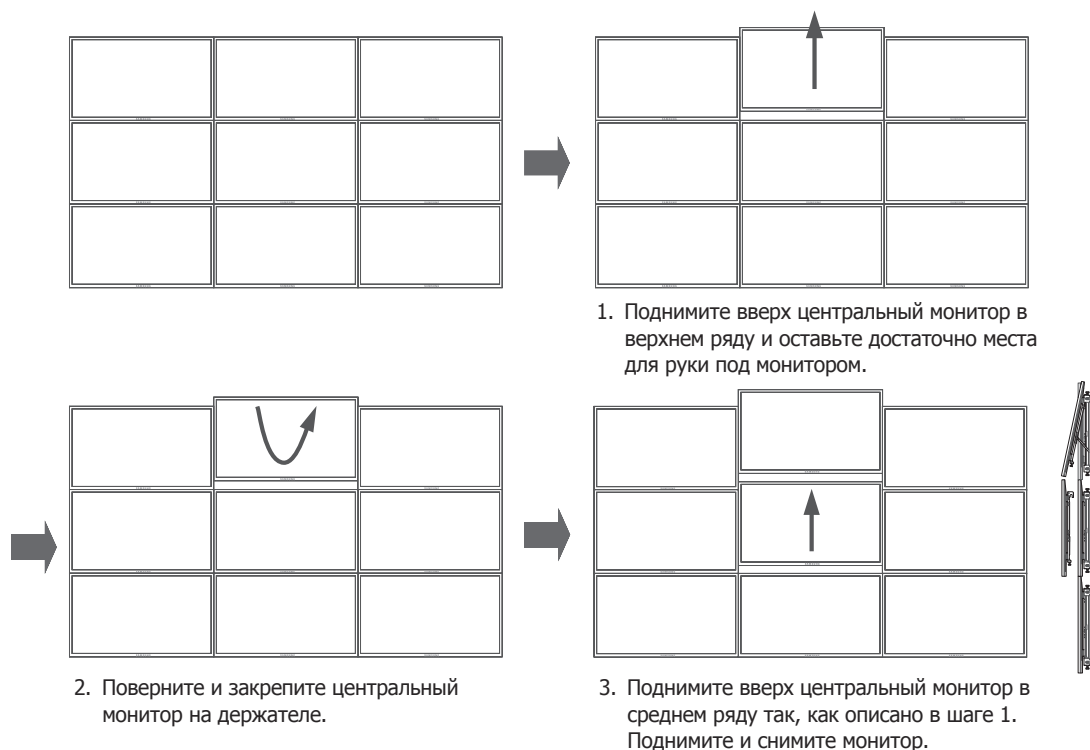 1. Поднимите вверх центральный монитор в
верхнем ряду и оставьте достаточно места
для руки под монитором.
2. Поверните и закрепите центральный
монитор на держателе.
3. Поднимите вверх центральный монитор в
среднем ряду так, как описано в шаге 1.
Поднимите и снимите монитор.